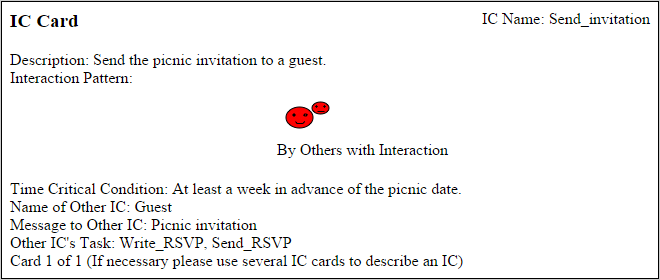 IC Card
IC Name: Send_invitation
Description: Send the picnic invitation to a guest.
Interaction Pattern:
By Others with Interaction
Time Critical Condition: At least a week in advance of the picnic date.
Name of Other IC: Guest
Message to Other IC: Picnic invitation
Other IC's Task: Write_RSVP, Send_RSVP
Card 1 of 1 (If necessary please use several IC cards to describe an IC)